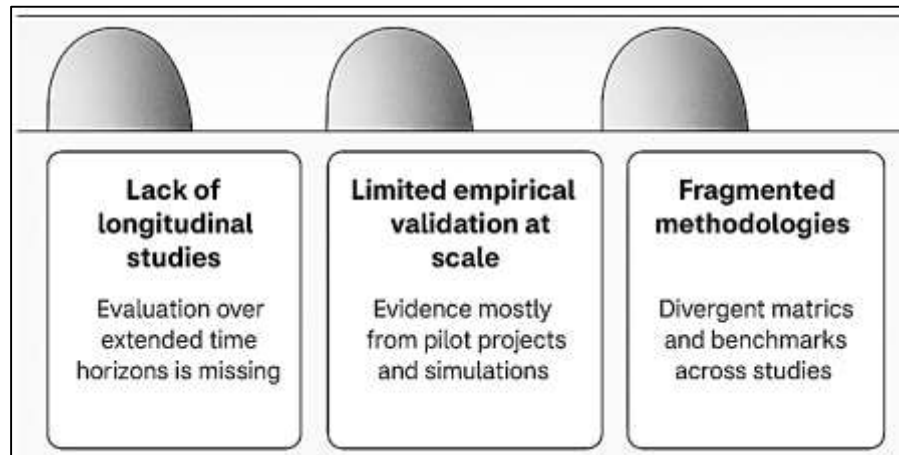 Lack of
longitudinal
studies
Evaluation over
extended time
horizons is missing
Limited empirical
validation at
scale
Evidence mostly
from pilot projects
and simulations
Fragmented
methodologies
Divergent matrics
and benchmarks
across studies